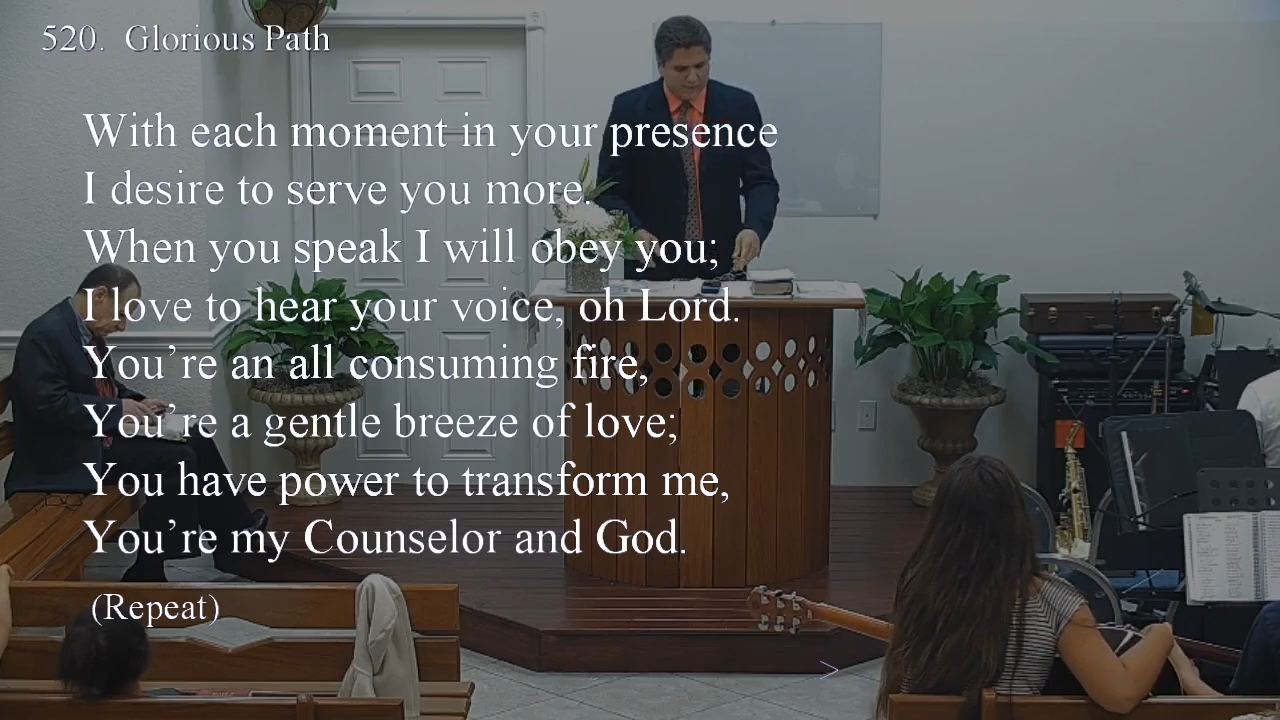 520. Glorious Path
With each moment in your presence
I desire to serve you more.
When you speak I will obey you;
I love to hear your voice, oh Lord.
You’re an all consuming fire,
You’re a gentle breeze of love;
You have power to transform me,
You’re my Counselor and God.
(Repeat)
>